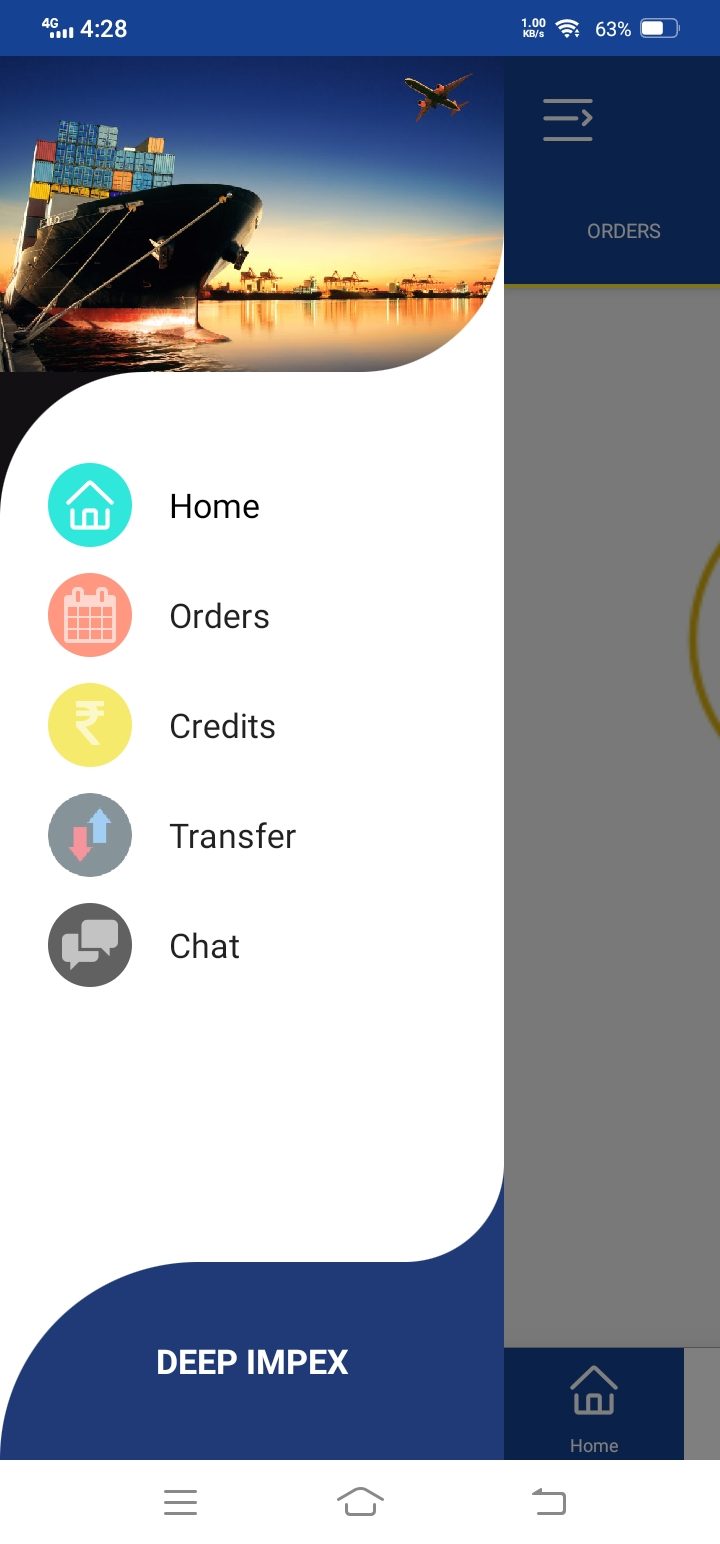 4G 4:28 1.00 KB/s 63%
ORDERS
Home
Orders
₹
Credits
Transfer
Chat
DEEP IMPEX
Home